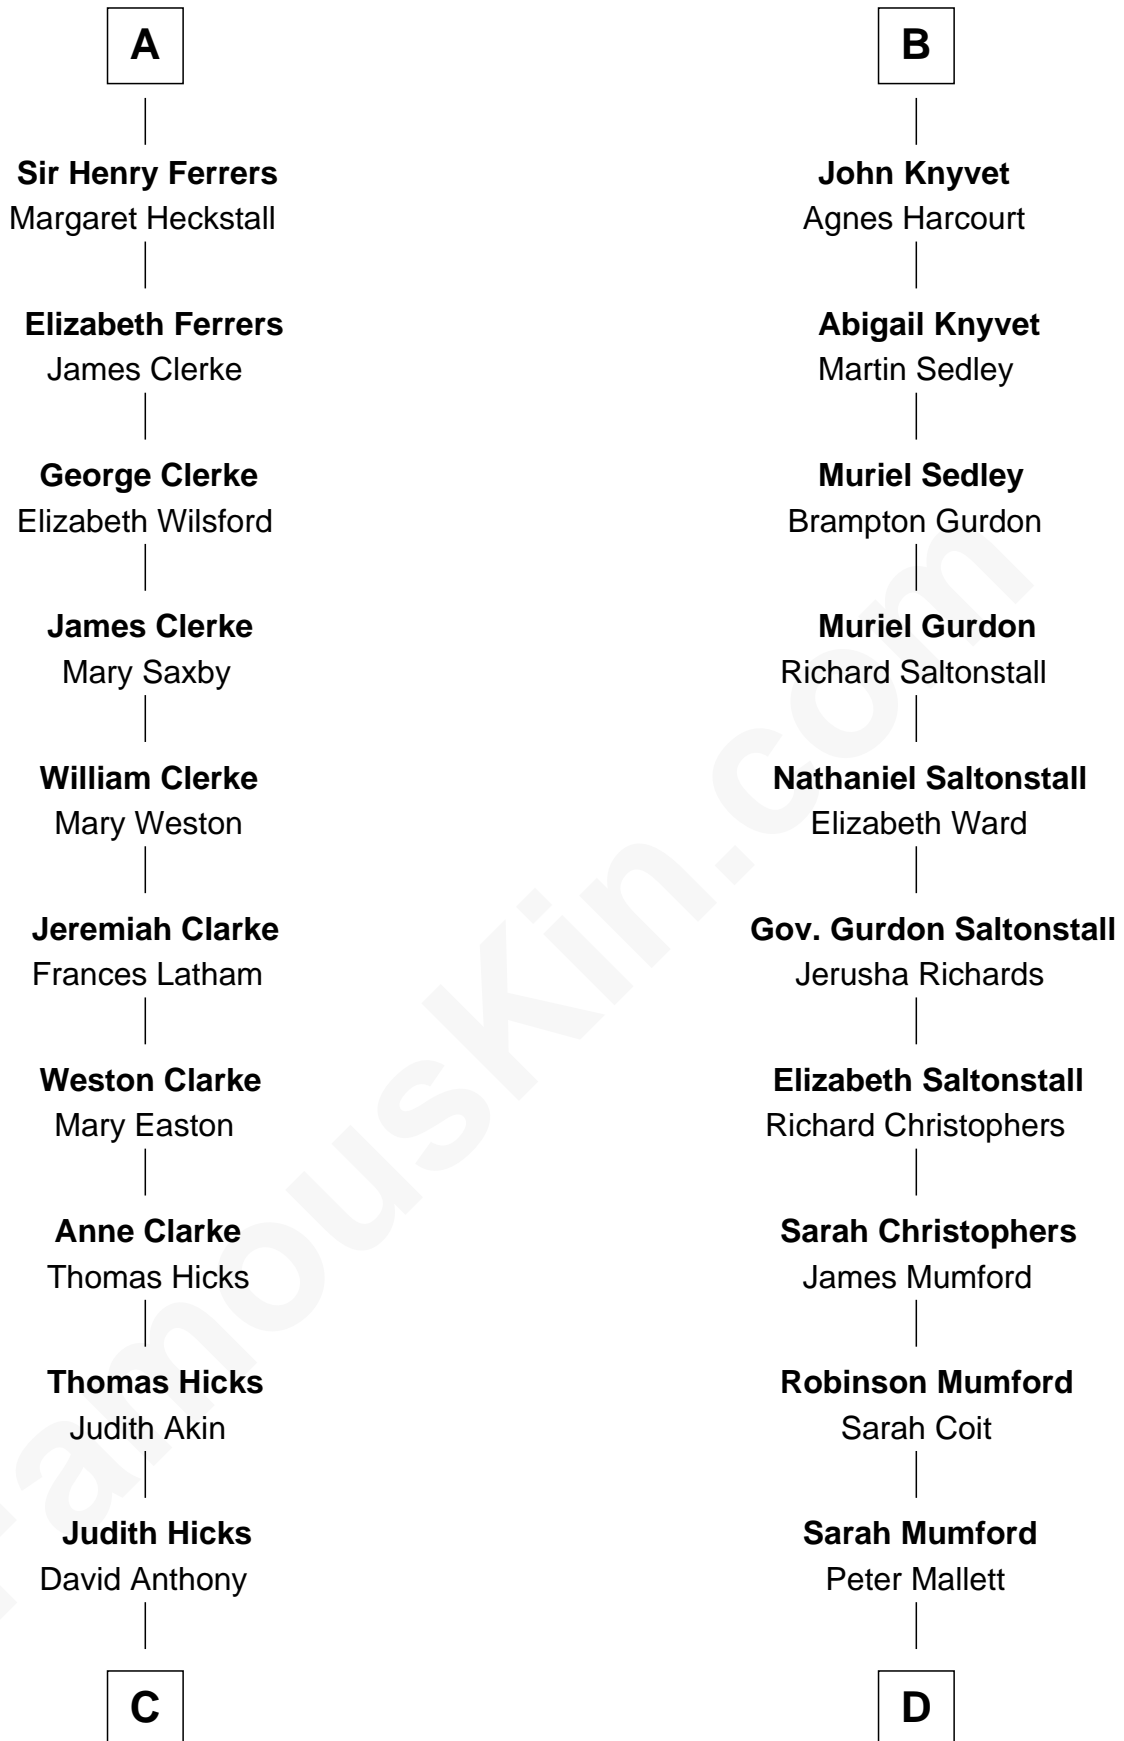 A
Sir Henry Ferrers
Margaret Heckstall
Elizabeth Ferrers
James Clerke
George Clerke
Elizabeth Wilsford
James Clerke
Mary Saxby
William Clerke
Mary Weston
Jeremiah Clarke
Frances Latham
Weston Clarke
Mary Easton
Anne Clarke
Thomas Hicks
Thomas Hicks
Judith Akin
Judith Hicks
David Anthony
C
B
John Knyvet
Agnes Harcourt
Abigail Knyvet
Martin Sedley
Muriel Sedley
Brampton Gurdon
Muriel Gurdon
Richard Saltonstall
Nathaniel Saltonstall
Elizabeth Ward
Gov. Gurdon Saltonstall
Jerusha Richards
Elizabeth Saltonstall
Richard Christophers
Sarah Christophers
James Mumford
Robinson Mumford
Sarah Coit
Sarah Mumford
Peter Mallett
D
FamousKin.com